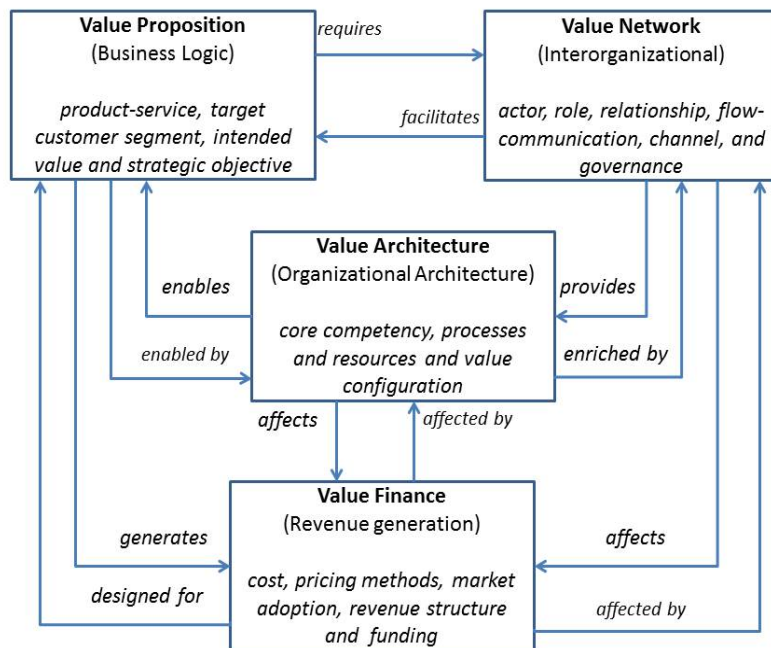 Value Proposition
(Business Logic)
product-service, target
customer segment, intended
value and strategic objective
requires
facilitates
Value Network
(Interorganizational)
actor, role, relationship, flow-
communication, channel, and
governance
Value Architecture
(Organizational Architecture)
core competency, processes
and resources and value
configuration
enables
enabled by
provides
enriched by
affects
affected by
Value Finance
(Revenue generation)
cost, pricing methods, market
adoption, revenue structure
and funding
generates
designed for
affects
affected by